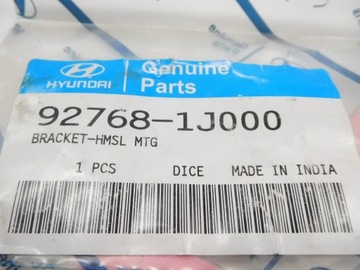 HYUNDAI
Genuine
Parts
92768-1J000
BRACKET-HMSL MTG
1 PCS DICE MADE IN INDIA